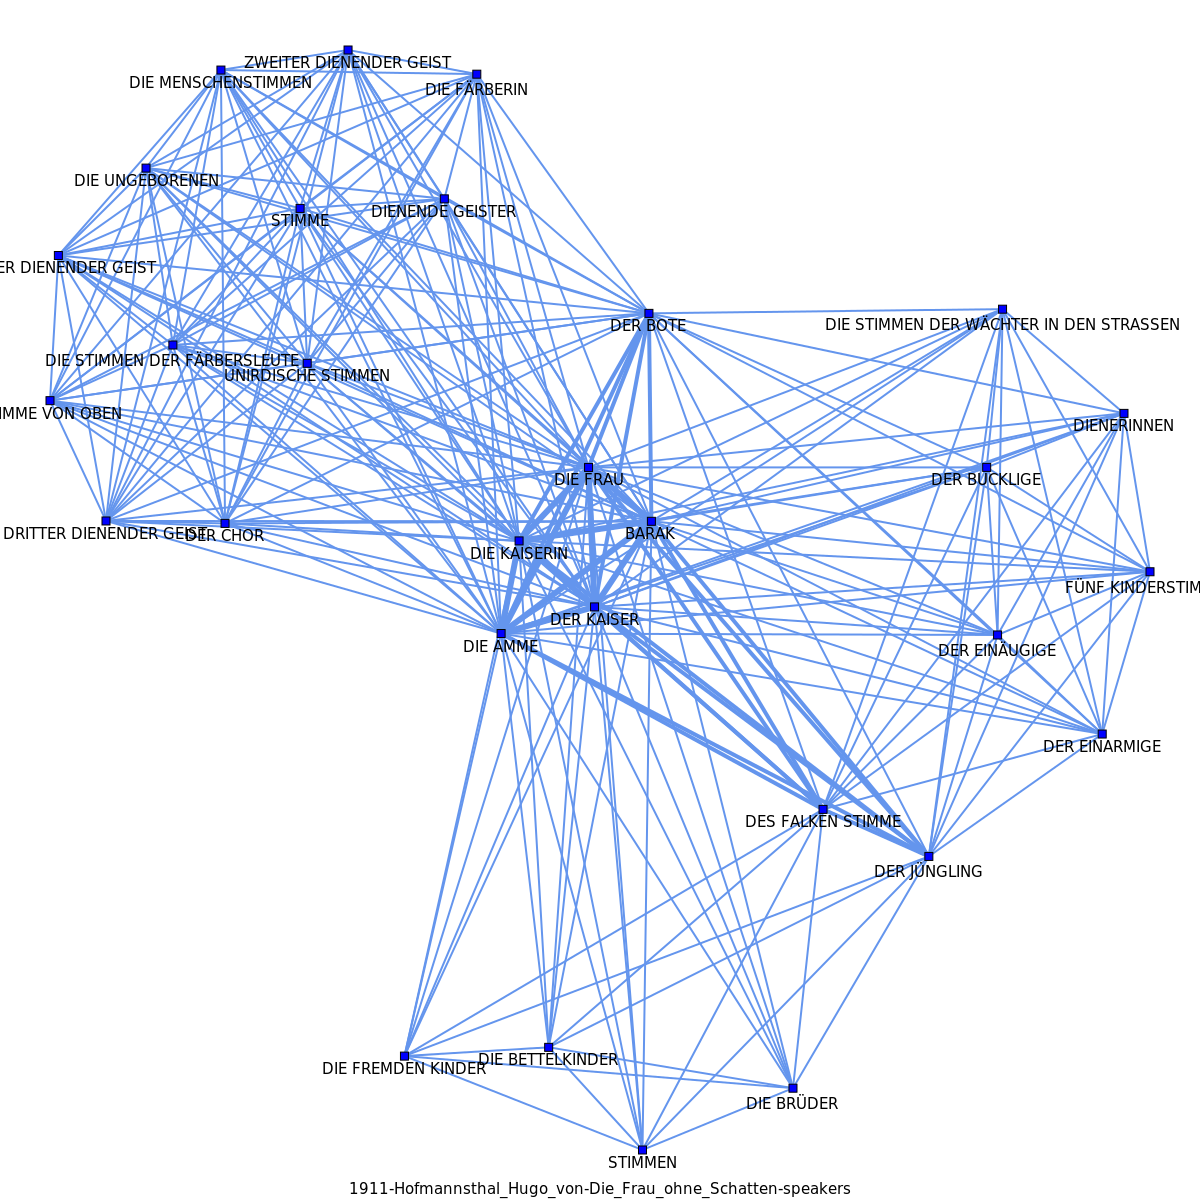 ZWEITER DIENENDER GEIST
DIE MENSCHENSTIMMEN
DIE FÄRBERIN
DIE UNGEBORENEN
DIENENDE GEISTER
STIMME
ER DIENENDER GEIST
DER BOTE
DIE STIMMEN DER WÄCHTER IN DEN STRASSEN
DIE STIMMEN DER FÄRBERSLEUTE
UNIRDISCHE STIMMEN
IMME VON OBEN
DIENERINNEN
DIE FRAU
DER BUCKLIGE
DRITTER DIENENDER GEIST
DER CHOR
BARAK
DIE KAISERIN
FÜNF KINDERSTIM
DER KAISER
DIE AMME
DER EINÄUGIGE
DER EINARMIGE
DES FALKEN STIMME
DER JÜNGLING
DIE FREMDEN KINDER
DIE BETTELKINDER
DIE BRÜDER
STIMMEN
1911-Hofmannsthal_Hugo_von-Die_Frau_ohne_Schatten-speakers